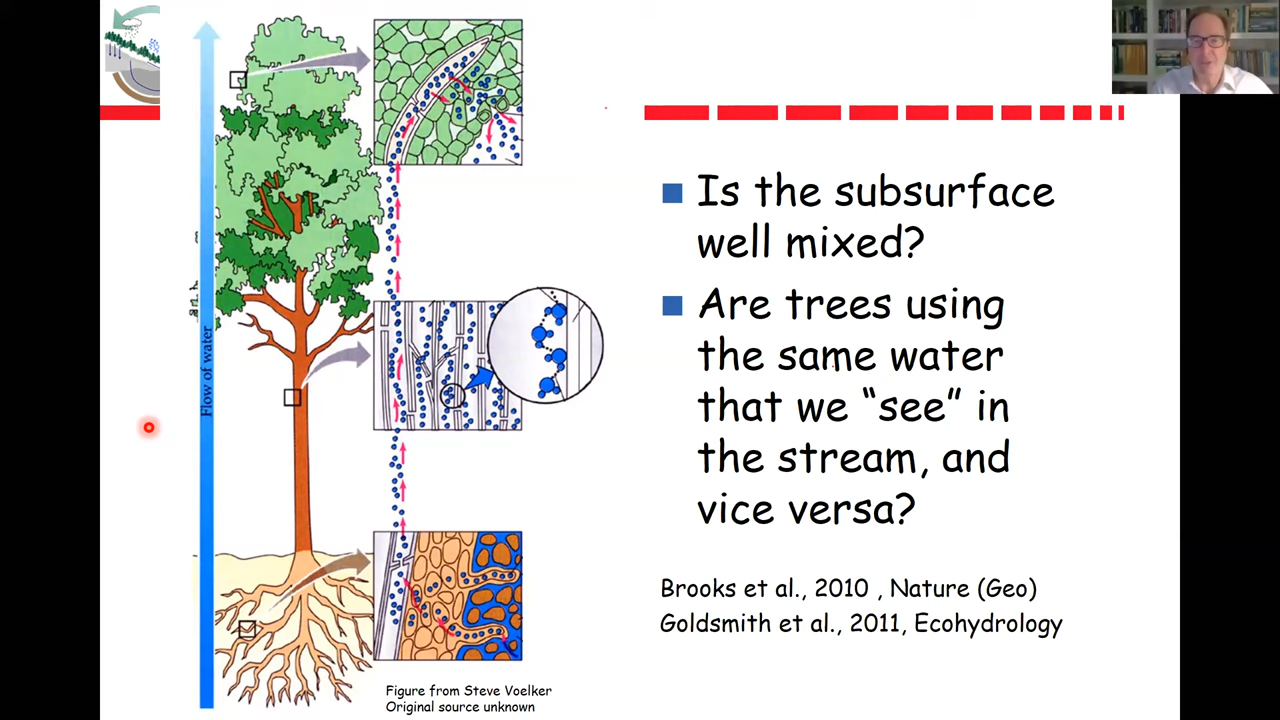 Flow of water
Is the subsurface
well mixed?
Are trees using
the same water
that we “see” in
the stream, and
vice versa?
Brooks et al., 2010 , Nature (Geo)
Goldsmith et al., 2011, Ecohydrology
Figure from Steve Voelker
Original source unknown